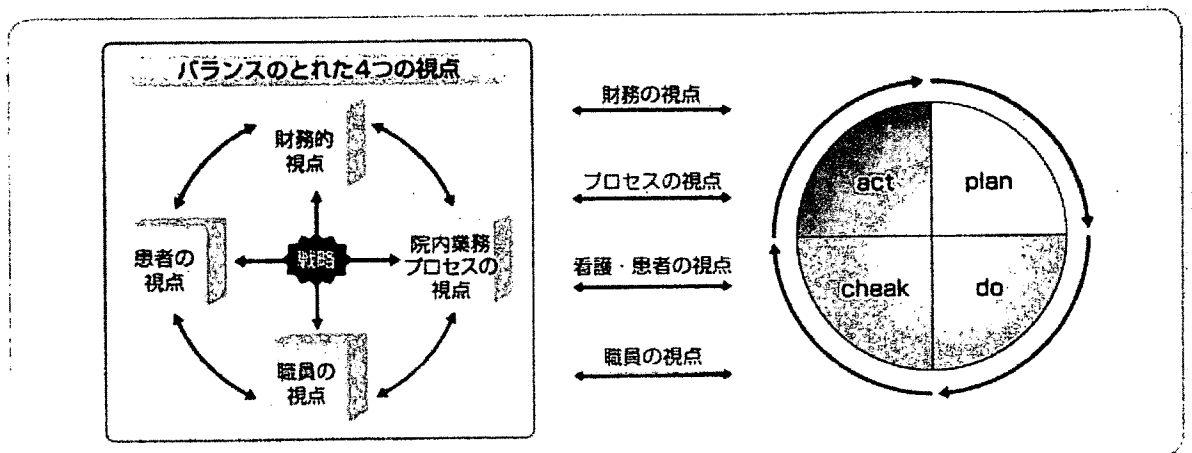 バランスのとれた4つの視点
財務的
視点
患者の
視点
戦略
院内業務
プロセスの
視点
職員の
視点
財務の視点
プロセスの視点
看護・患者の視点
職員の視点
act
plan
cheak
do